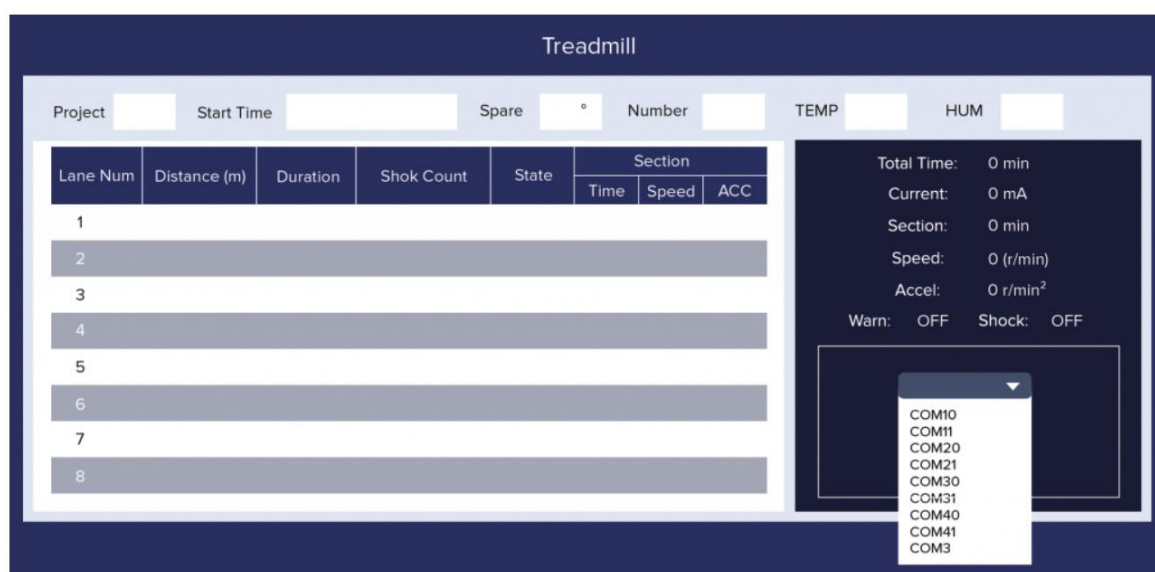 Treadmill
Project Start Time Spare ° Number TEMP HUM
Lane Num Distance (m) Duration Shok Count State Section
Time Speed ACC
1
2
3
4
5
6
7
8
Total Time: 0 min
Current: 0 mA
Section: 0 min
Speed: 0 (r/min)
Accel: 0 r/min²
Warn: OFF Shock: OFF
COM10
COM11
COM20
COM21
COM30
COM31
COM40
COM41
COM3